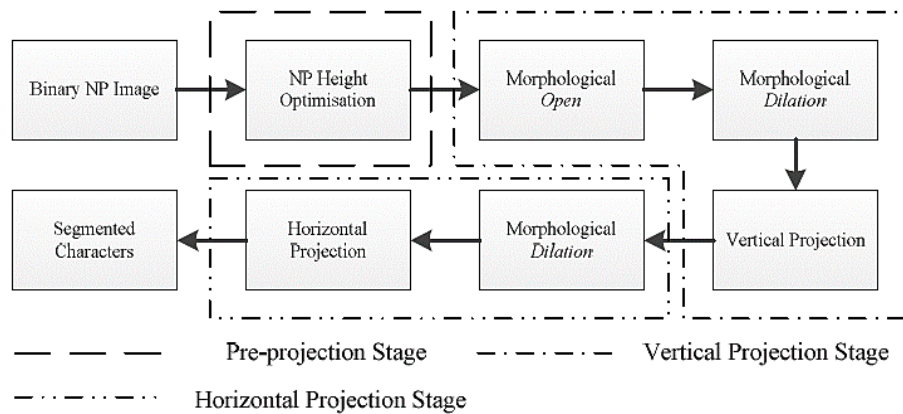 Binary NP Image
NP Height
Optimisation
Morphological
Open
Morphological
Dilation
Segmented
Characters
Horizontal
Projection
Morphological
Dilation
Vertical Projection
Pre-projection Stage
Vertical Projection Stage
Horizontal Projection Stage